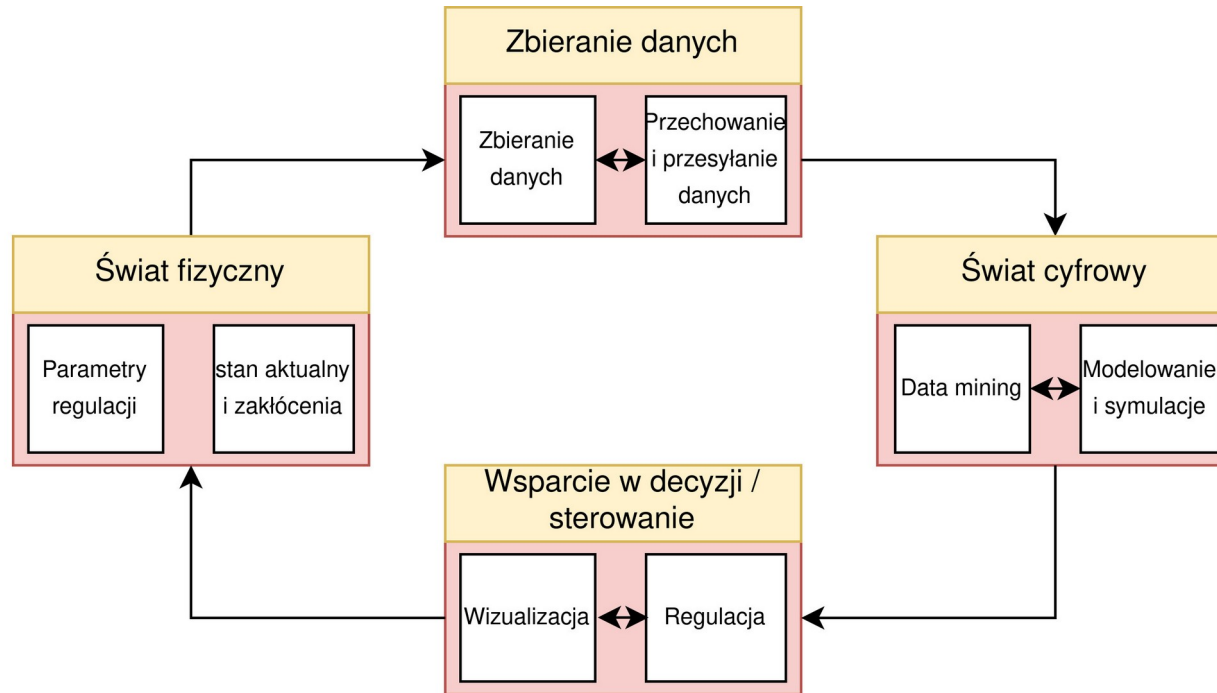 Zbieranie danych
Zbieranie
danych
Przechowanie
i przesyłanie
danych
Świat fizyczny
Parametry
regulacji
stan aktualny
i zakłócenia
Świat cyfrowy
Data mining
Modelowanie
i symulacje
Wsparcie w decyzji /
sterowanie
Wizualizacja
Regulacja